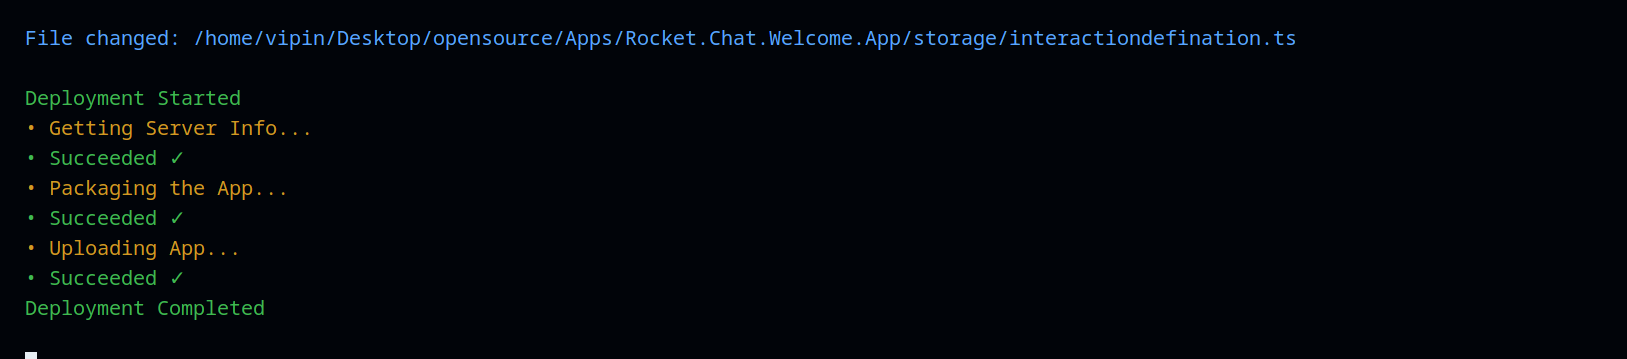 File changed: /home/vipin/Desktop/opensource/Apps/Rocket.Chat.Welcome.App/storage/interactiondefination.ts
Deployment Started
• Getting Server Info...
• Succeeded ✓
• Packaging the App...
• Succeeded ✓
• Uploading App...
• Succeeded ✓
Deployment Completed